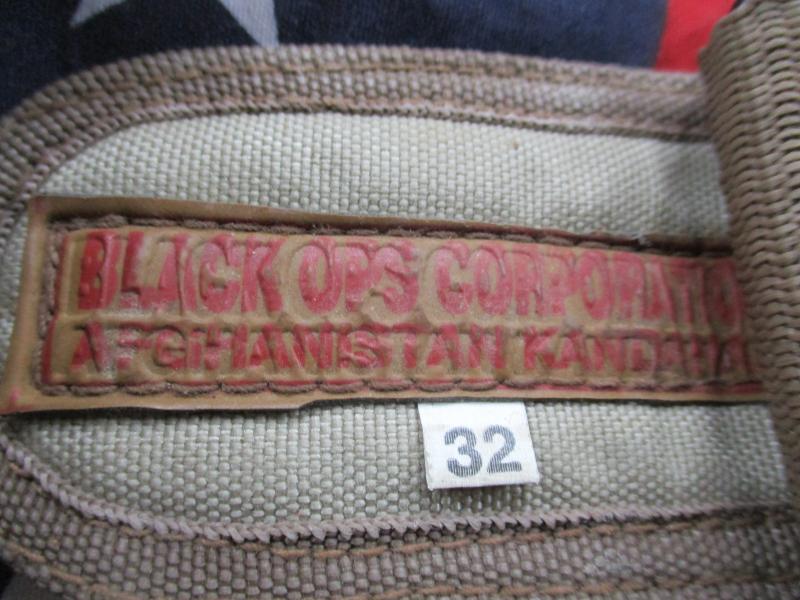 BLACK OPS CORPORATIO
AFGHANISTAN KANDAHA
32